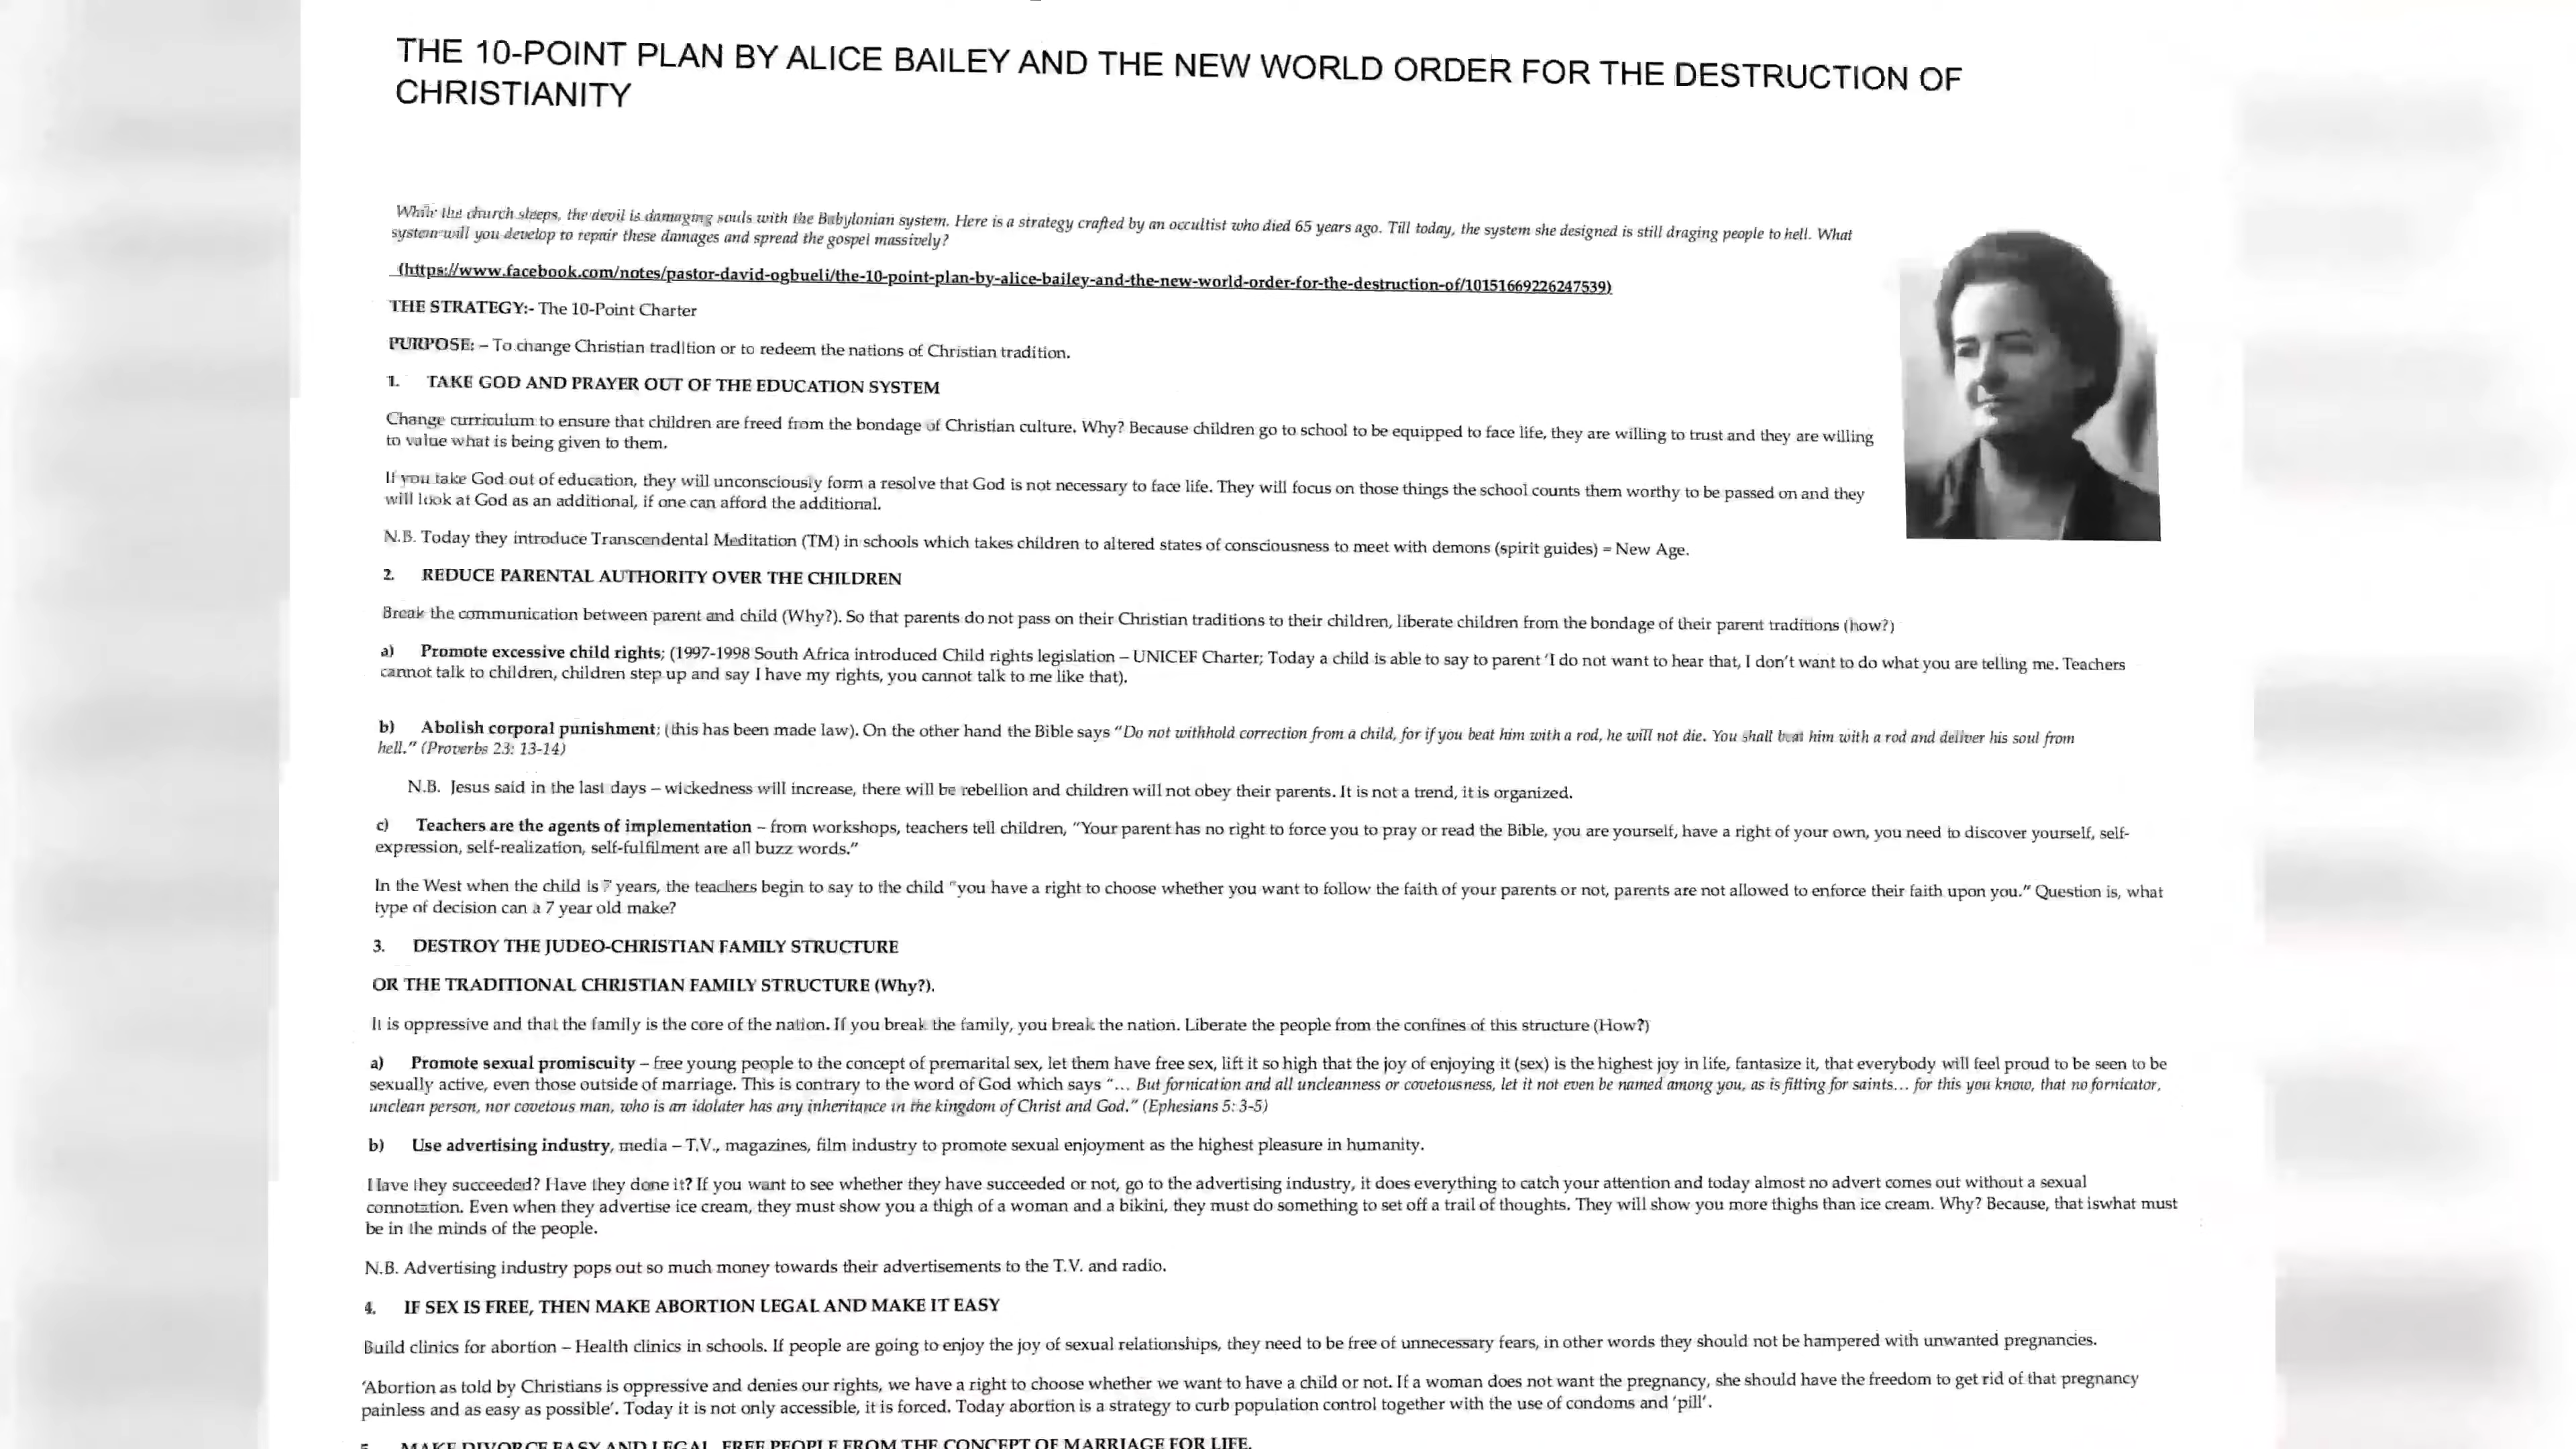 THE 10-POINT PLAN BY ALICE BAILEY AND THE NEW WORLD ORDER FOR THE DESTRUCTION OF
CHRISTIANITY
While the church sleeps, the devil is damaging souls with the Babylonian system. Here is a strategy crafted by an occultist who died 65 years ago. Till today, the system she designed is still draging people to hell. What
system will you develop to repair these damages and spread the gospel massively?
(https://www.facebook.com/notes/pastor-david-ogbueli/the-10-point-plan-by-alice-bailey-and-the-new-world-order-for-the-destruction-of/10151669226247539)
THE STRATEGY:- The 10-Point Charter
PURPOSE: – To change Christian tradition or to redeem the nations of Christian tradition.
1. TAKE GOD AND PRAYER OUT OF THE EDUCATION SYSTEM
Change curriculum to ensure that children are freed from the bondage of Christian culture. Why? Because children go to school to be equipped to face life, they are willing to trust and they are willing
to value what is being given to them.
If you take God out of education, they will unconsciously form a resolve that God is not necessary to face life. They will focus on those things the school counts them worthy to be passed on and they
will look at God as an additional, if one can afford the additional.
N.B. Today they introduce Transcendental Meditation (TM) in schools which takes children to altered states of consciousness to meet with demons (spirit guides) = New Age.
2. REDUCE PARENTAL AUTHORITY OVER THE CHILDREN
Break the communication between parent and child (Why?). So that parents do not pass on their Christian traditions to their children, liberate children from the bondage of their parent traditions (how?)
a) Promote excessive child rights; (1997-1998 South Africa introduced Child rights legislation – UNICEF Charter; Today a child is able to say to parent ‘I do not want to hear that, I don’t want to do what you are telling me. Teachers
cannot talk to children, children step up and say I have my rights, you cannot talk to me like that).
b) Abolish corporal punishment; (this has been made law). On the other hand the Bible says “Do not withhold correction from a child, for if you beat him with a rod, he will not die. You shall beat him with a rod and deliver his soul from
hell.” (Proverbs 23: 13-14)
N.B. Jesus said in the last days – wickedness will increase, there will be rebellion and children will not obey their parents. It is not a trend, it is organized.
c) Teachers are the agents of implementation – from workshops, teachers tell children, “Your parent has no right to force you to pray or read the Bible, you are yourself, have a right of your own, you need to discover yourself, self-
expression, self-realization, self-fulfilment are all buzz words.”
In the West when the child is 7 years, the teachers begin to say to the child “you have a right to choose whether you want to follow the faith of your parents or not, parents are not allowed to enforce their faith upon you.” Question is, what
type of decision can a 7 year old make?
3. DESTROY THE JUDEO-CHRISTIAN FAMILY STRUCTURE
OR THE TRADITIONAL CHRISTIAN FAMILY STRUCTURE (Why?).
It is oppressive and that the family is the core of the nation. If you break the family, you break the nation. Liberate the people from the confines of this structure (How?)
a) Promote sexual promiscuity – free young people to the concept of premarital sex, let them have free sex, lift it so high that the joy of enjoying it (sex) is the highest joy in life, fantasize it, that everybody will feel proud to be seen to be
sexually active, even those outside of marriage. This is contrary to the word of God which says “… But fornication and all uncleanness or covetousness, let it not even be named among you, as is fitting for saints… for this you know, that no fornicator,
unclean person, nor covetous man, who is an idolater has any inheritance in the kingdom of Christ and God.” (Ephesians 5: 3-5)
b) Use advertising industry, media – T.V., magazines, film industry to promote sexual enjoyment as the highest pleasure in humanity.
Have they succeeded? Have they done it? If you want to see whether they have succeeded or not, go to the advertising industry, it does everything to catch your attention and today almost no advert comes out without a sexual
connotation. Even when they advertise ice cream, they must show you a thigh of a woman and a bikini, they must do something to set off a trail of thoughts. They will show you more thighs than ice cream. Why? Because, that iswhat must
be in the minds of the people.
N.B. Advertising industry pops out so much money towards their advertisements to the T.V. and radio.
4. IF SEX IS FREE, THEN MAKE ABORTION LEGAL AND MAKE IT EASY
Build clinics for abortion – Health clinics in schools. If people are going to enjoy the joy of sexual relationships, they need to be free of unnecessary fears, in other words they should not be hampered with unwanted pregnancies.
‘Abortion as told by Christians is oppressive and denies our rights, we have a right to choose whether we want to have a child or not. If a woman does not want the pregnancy, she should have the freedom to get rid of that pregnancy
painless and as easy as possible’. Today it is not only accessible, it is forced. Today abortion is a strategy to curb population control together with the use of condoms and ‘pill’.
5. MAKE DIVORCE EASY AND LEGAL, FREE PEOPLE FROM THE CONCEPT OF MARRIAGE FOR LIFE.